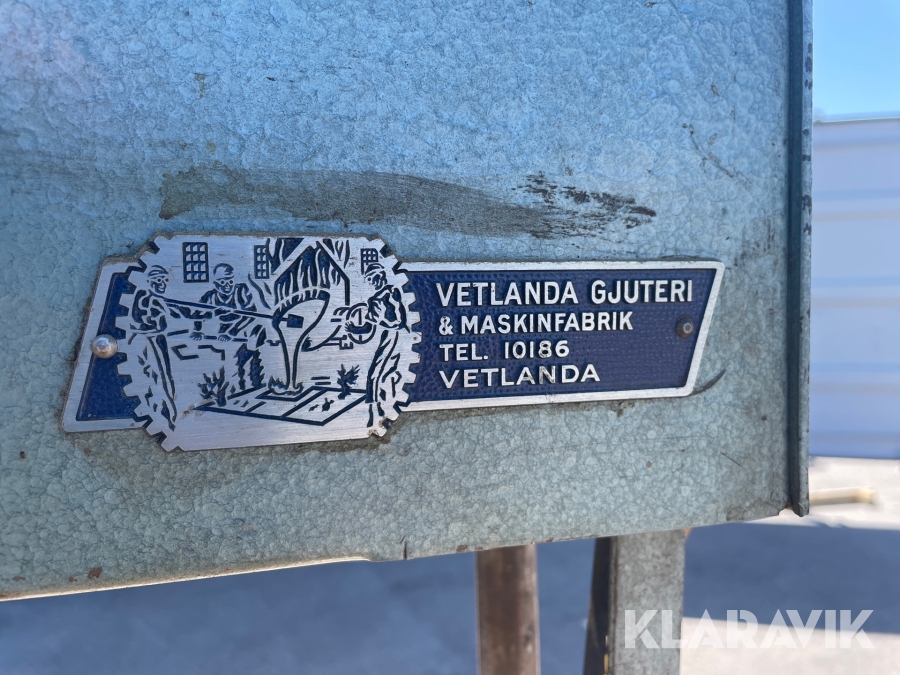 VETLANDA GJUTERI
& MASKINFABRIK
TEL. 10186
VETLANDA
KLARAVIK